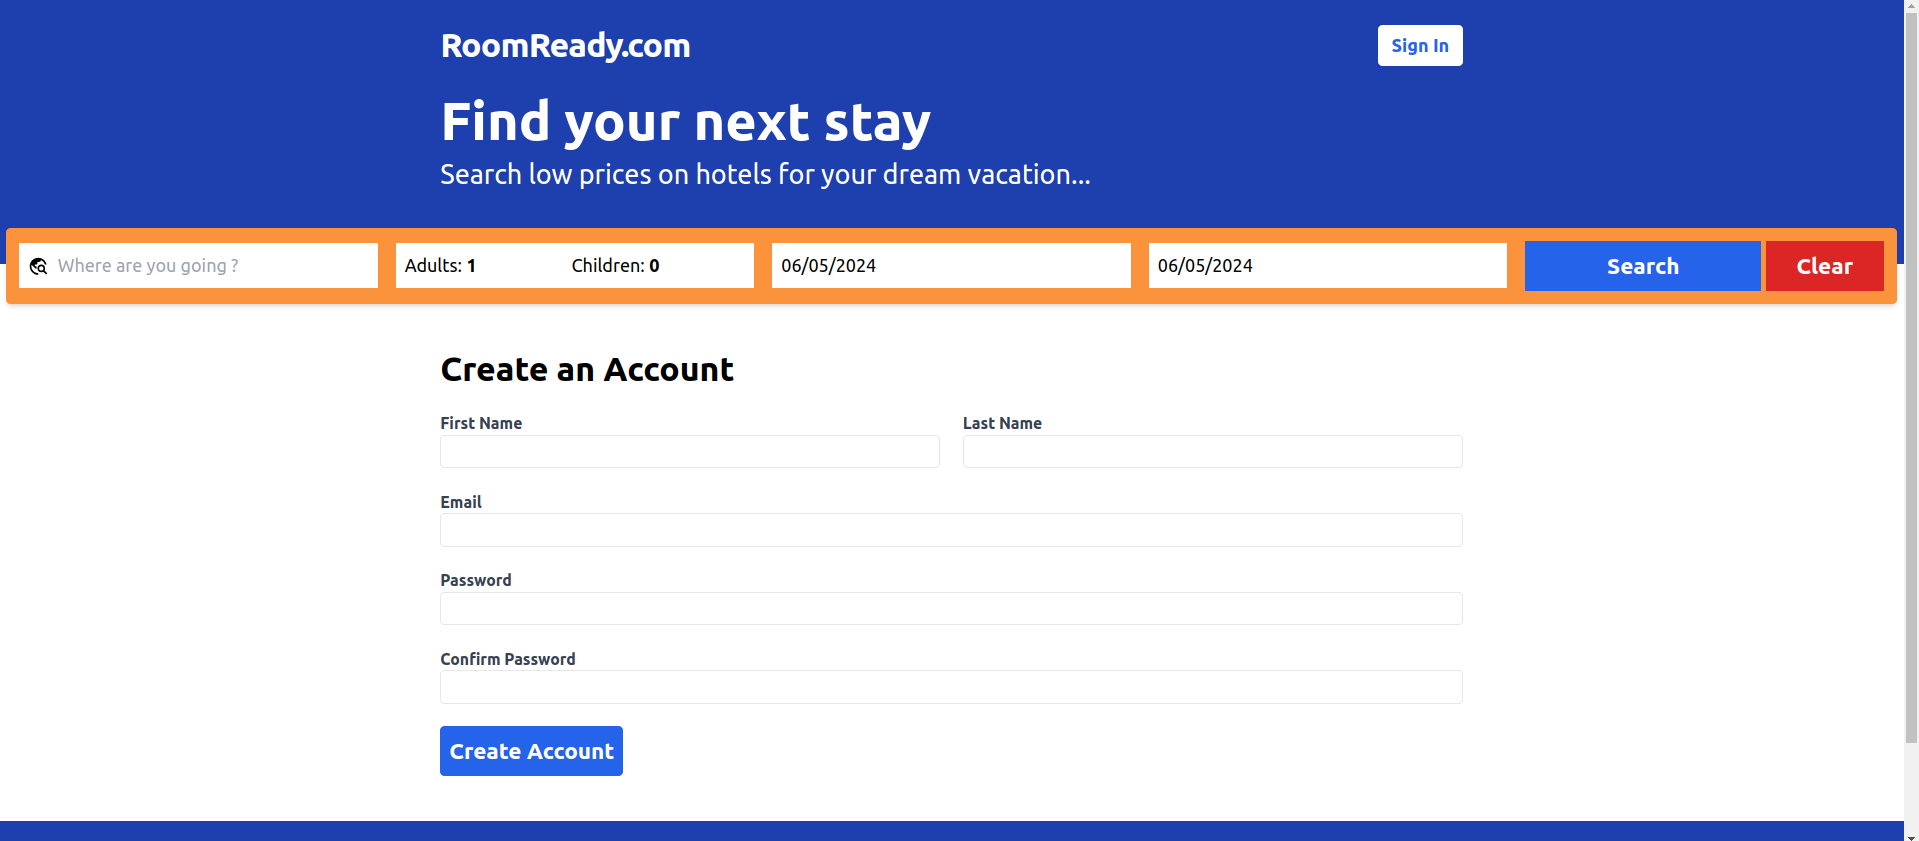 RoomReady.com
Sign In
Find your next stay
Search low prices on hotels for your dream vacation...
Where are you going ?
Adults: 1
Children: 0
06/05/2024
06/05/2024
Search
Clear
Create an Account
First Name
Last Name
Email
Password
Confirm Password
Create Account